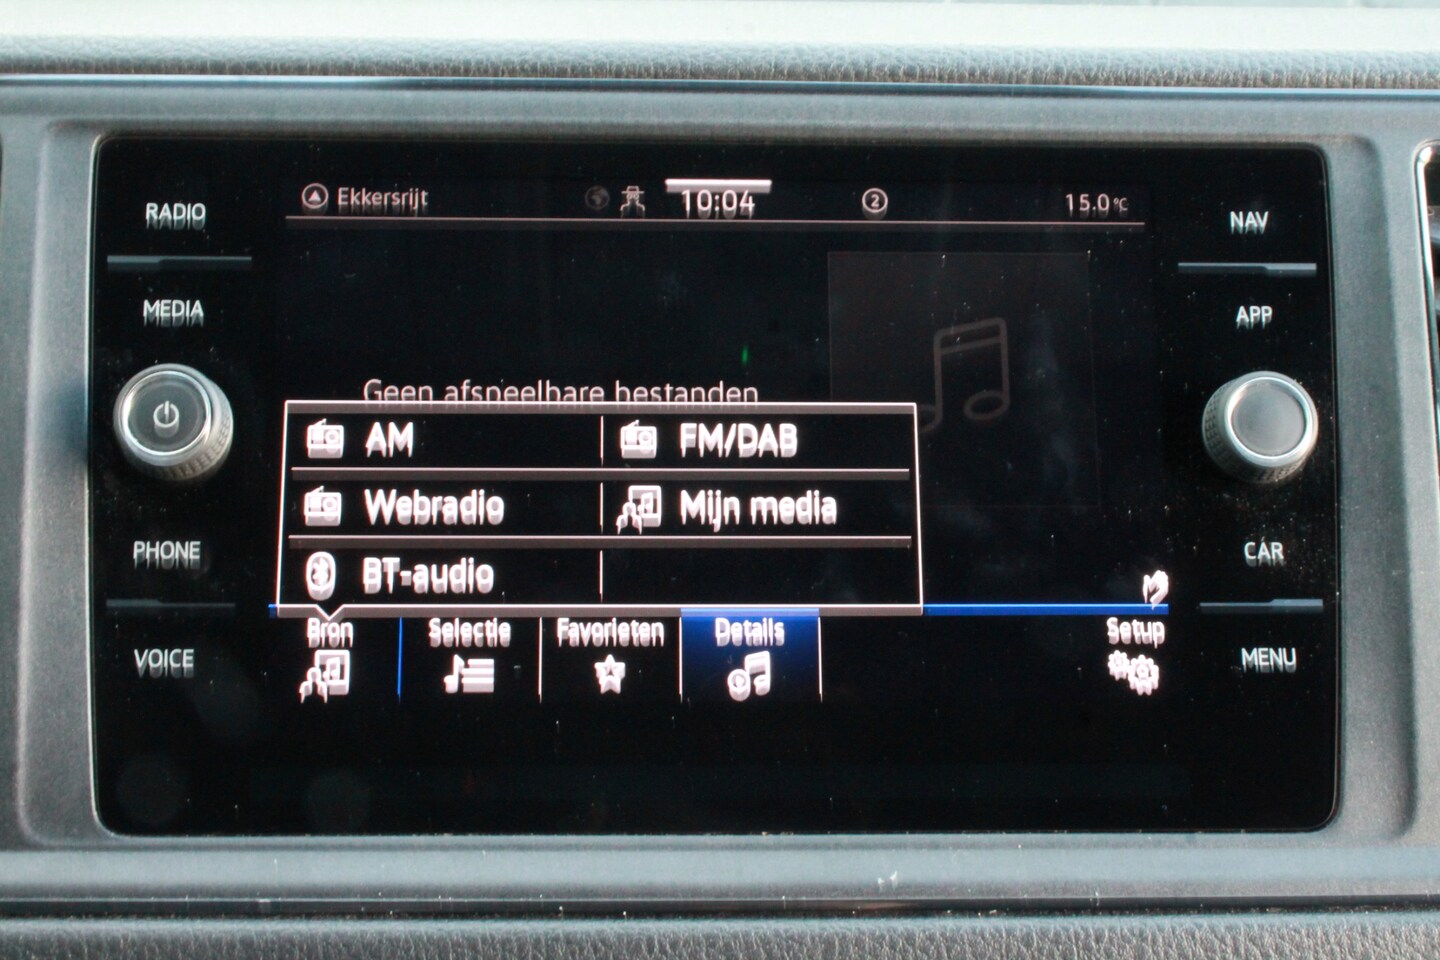 RADIO
MEDIA
PHONE
VOICE
Ekkersrijt 10:04 2 15.0°C
Geen afspeelbare bestanden
AM FM/DAB
Webradio Mijn media
BT-audio
Bron Selectie Favorieten Details Setup
NAV
APP
CAR
MENU